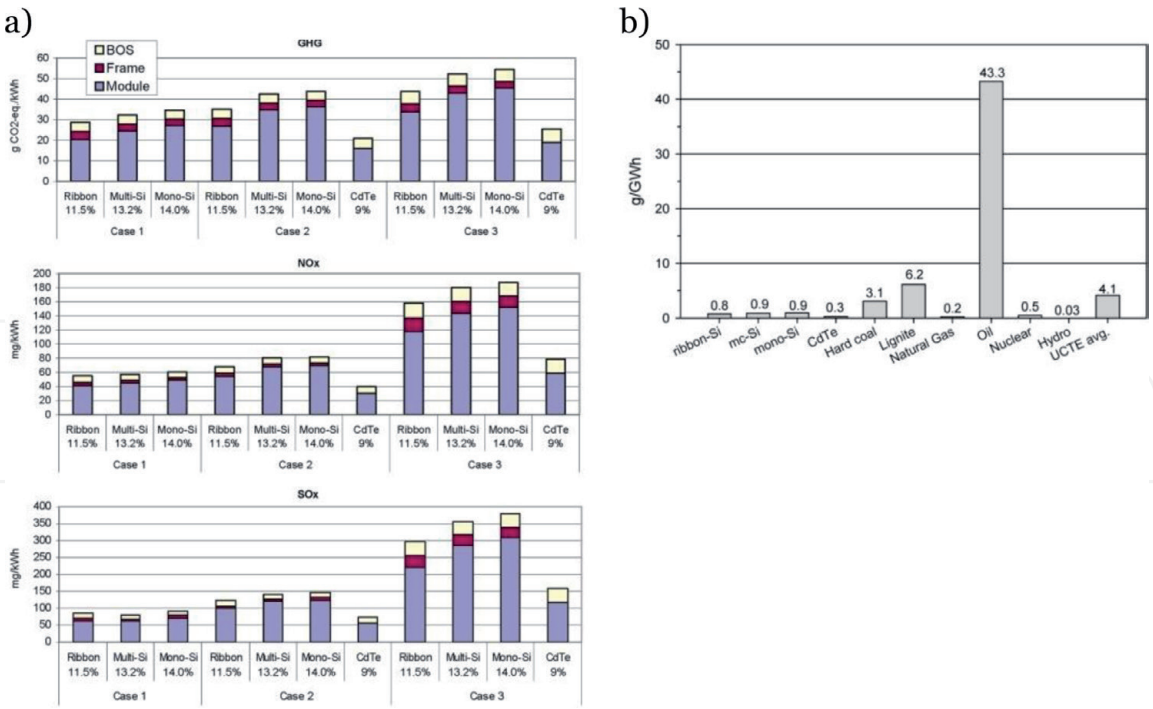 a)
GHG
BOS
Frame
Module
g CO2-eq./kWh
60
50
40
30
20
10
0
Ribbon Multi-Si Mono-Si Ribbon Multi-Si Mono-Si CdTe Ribbon Multi-Si Mono-Si CdTe
11.5% 13.2% 14.0% 11.5% 13.2% 14.0% 9% 11.5% 13.2% 14.0% 9%
Case 1 Case 2 Case 3
NOx
mg/kWh
200
180
160
140
120
100
80
60
40
20
0
Ribbon Multi-Si Mono-Si Ribbon Multi-Si Mono-Si CdTe Ribbon Multi-Si Mono-Si CdTe
11.5% 13.2% 14.0% 11.5% 13.2% 14.0% 9% 11.5% 13.2% 14.0% 9%
Case 1 Case 2 Case 3
SOx
mg/kWh
400
350
300
250
200
150
100
50
0
Ribbon Multi-Si Mono-Si Ribbon Multi-Si Mono-Si CdTe Ribbon Multi-Si Mono-Si CdTe
11.5% 13.2% 14.0% 11.5% 13.2% 14.0% 9% 11.5% 13.2% 14.0% 9%
Case 1 Case 2 Case 3
b)
g/GWh
50
40
30
20
10
0
0.8 0.9 0.9 0.3 3.1 6.2 0.2 43.3 0.5 0.03 4.1
ribbon-Si mc-Si mono-Si CdTe Hard coal Lignite Natural Gas Oil Nuclear Hydro UCTE avg.